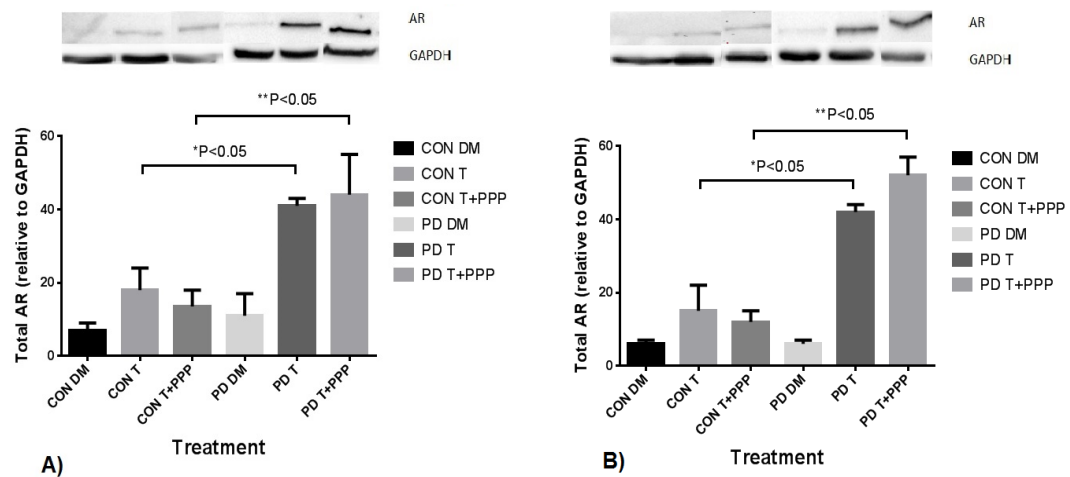 AR
GAPDH
**P<0.05
*P<0.05
Total AR (relative to GAPDH)
60
40
20
0
CON DM
CON T
CON T+PPP
PD DM
PD T
PD T+PPP
CON DM
CON T
CON T+PPP
PD DM
PD T
PD T+PPP
Treatment
A)
AR
GAPDH
**P<0.05
*P<0.05
Total AR (relative to GAPDH)
60
40
20
0
CON DM
CON T
CON T+PPP
PD DM
PD T
PD T+PPP
CON DM
CON T
CON T+PPP
PD DM
PD T
PD T+PPP
Treatment
B)